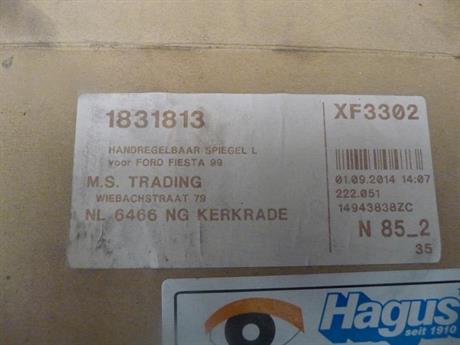 1831813
HANDREGELBAAR SPIEGEL L
voor FORD FIESTA 99
M.S. TRADING
WIEBACHSTRAAT 79
NL 6466 NG KERKRADE
XF3302
01.09.2014 14:07
222.051
14943838ZC
N 85_2
35
Hagus
seit 1910